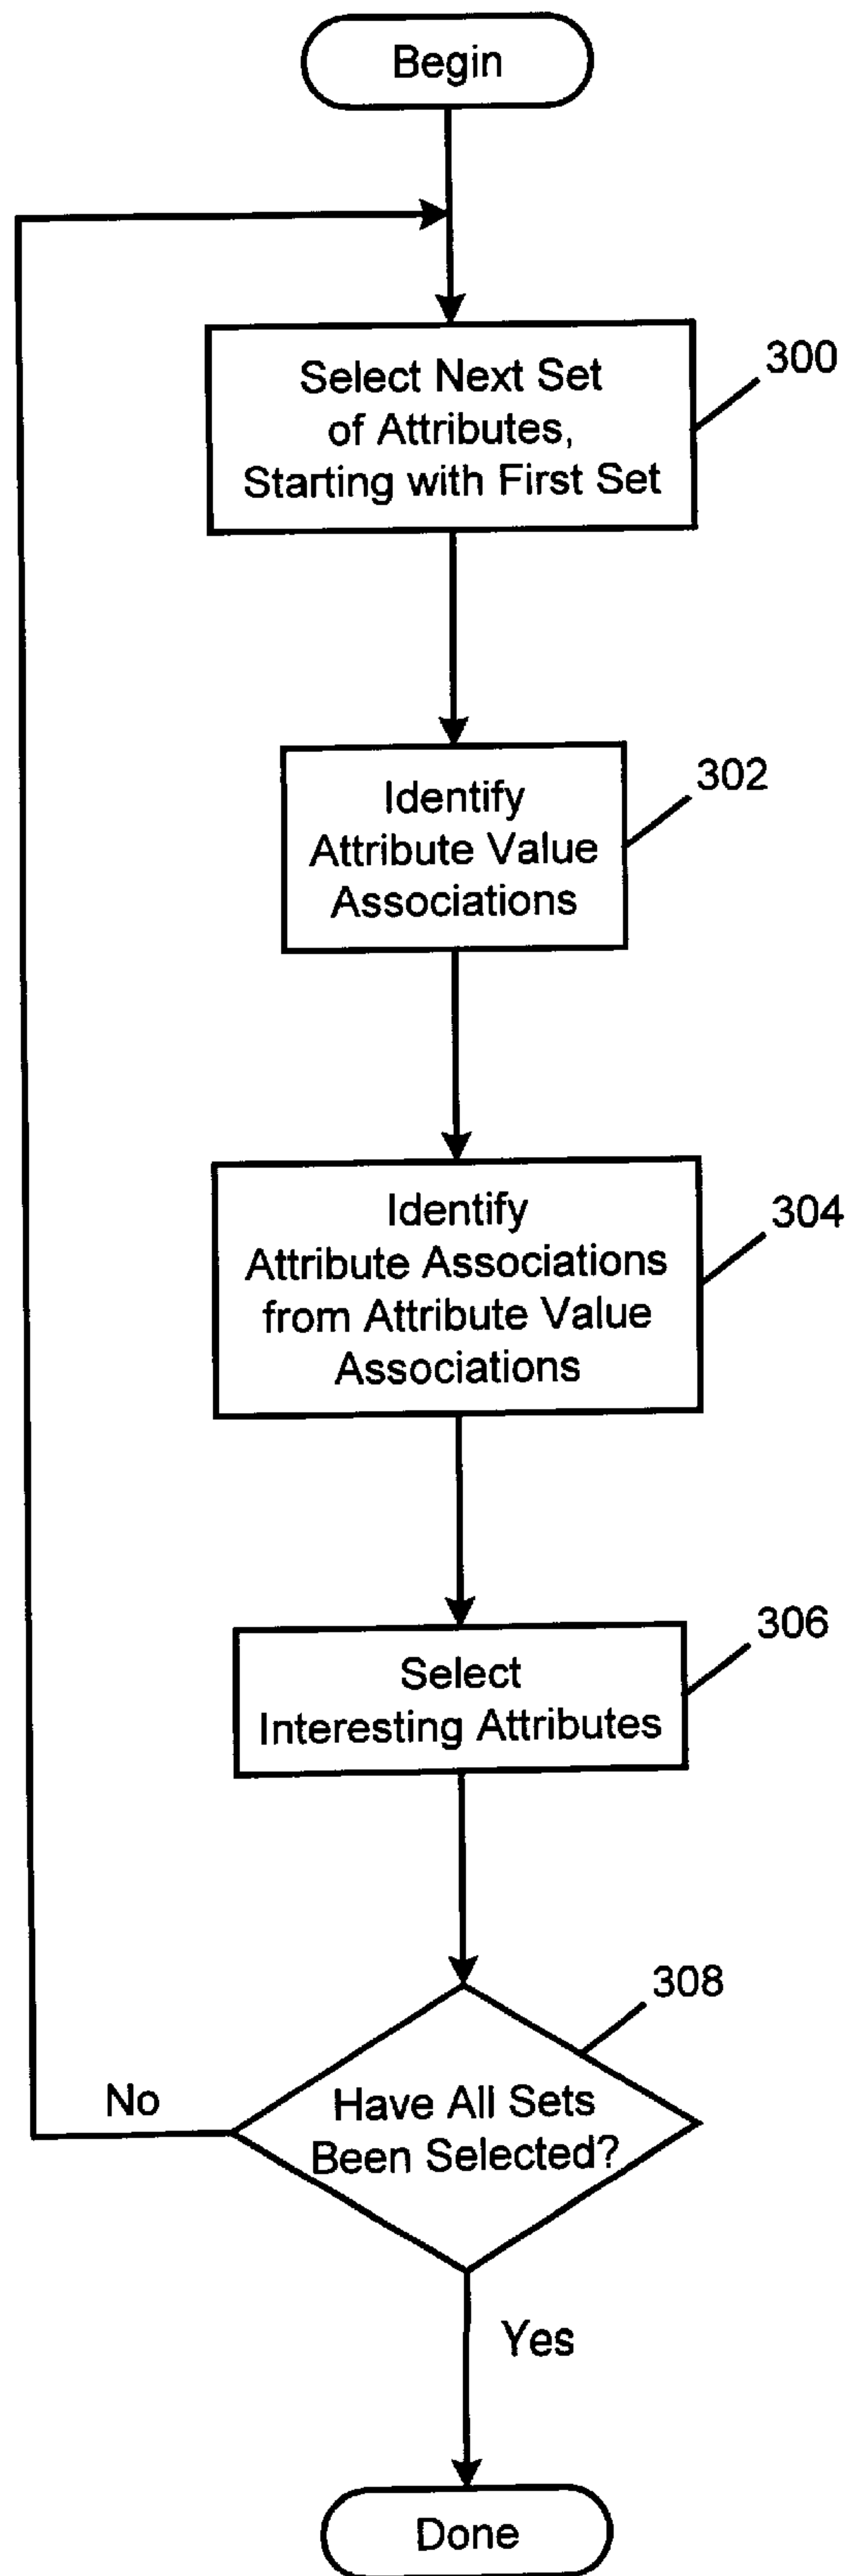 Begin
Select Next Set
of Attributes,
Starting with First Set
300
Identify
Attribute Value
Associations
302
Identify
Attribute Associations
from Attribute Value
Associations
304
Select
Interesting Attributes
306
308
Have All Sets
Been Selected?
No
Yes
Done